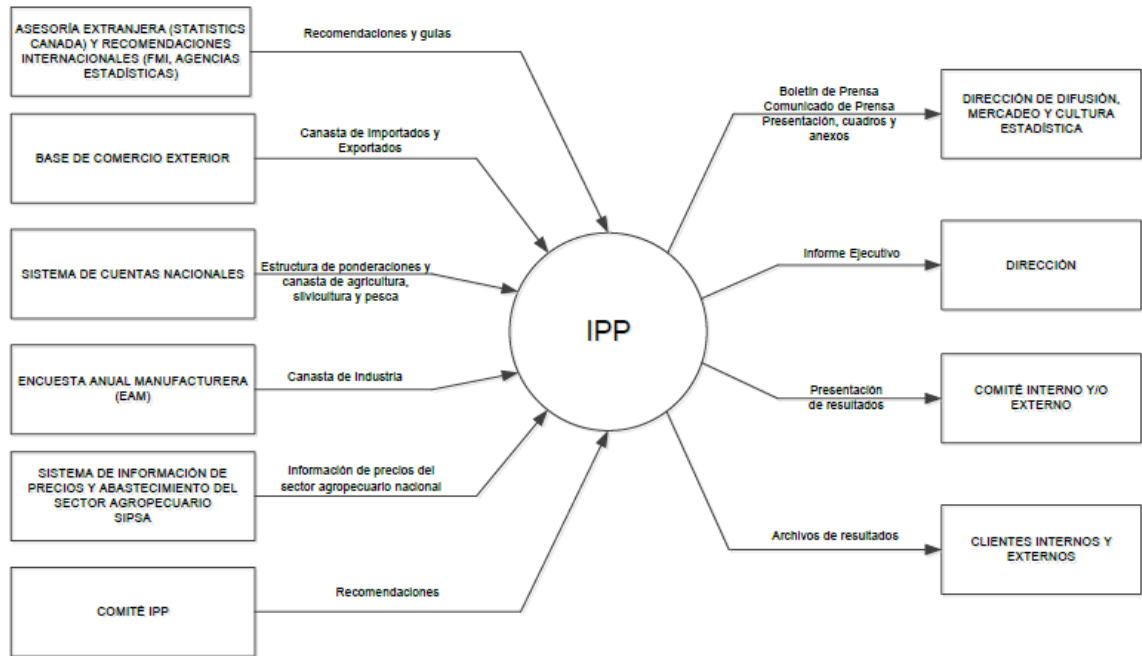 ASESORÍA EXTRANJERA (STATISTICS
CANADA) Y RECOMENDACIONES
INTERNACIONALES (FMI, AGENCIAS
ESTADÍSTICAS)
Recomendaciones y guías
BASE DE COMERCIO EXTERIOR
Canasta de Importados y
Exportados
SISTEMA DE CUENTAS NACIONALES
Estructura de ponderaciones y
canasta de agricultura,
silvicultura y pesca
ENCUESTA ANUAL MANUFACTURERA
(EAM)
Canasta de Industria
SISTEMA DE INFORMACIÓN DE
PRECIOS Y ABASTECIMIENTO DEL
SECTOR AGROPECUARIO
SIPSA
Información de precios del
sector agropecuario nacional
COMITÉ IPP
Recomendaciones
IPP
Boletín de Prensa
Comunicado de Prensa
Presentación, cuadros y
anexos
DIRECCIÓN DE DIFUSIÓN,
MERCADEO Y CULTURA
ESTADÍSTICA
Informe Ejecutivo
DIRECCIÓN
Presentación
de resultados
COMITÉ INTERNO Y/O
EXTERNO
Archivos de resultados
CLIENTES INTERNOS Y
EXTERNOS